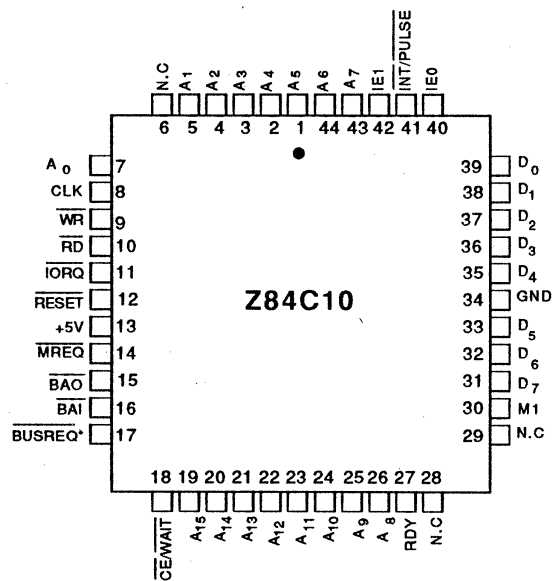 N.C A1 A2 A3 A4 A5 A6 A7 IE1 INT/PULSE IE0
6 5 4 3 2 1 44 43 42 41 40
A0 7
CLK 8
WR 9
RD 10
IORQ 11
RESET 12
+5V 13
MREQ 14
BAO 15
BAI 16
BUSREQ* 17
Z84C10
39 D0
38 D1
37 D2
36 D3
35 D4
34 GND
33 D5
32 D6
31 D7
30 M1
29 N.C
18 19 20 21 22 23 24 25 26 27 28
CE/WAIT A15 A14 A13 A12 A11 A10 A9 A8 RDY N.C